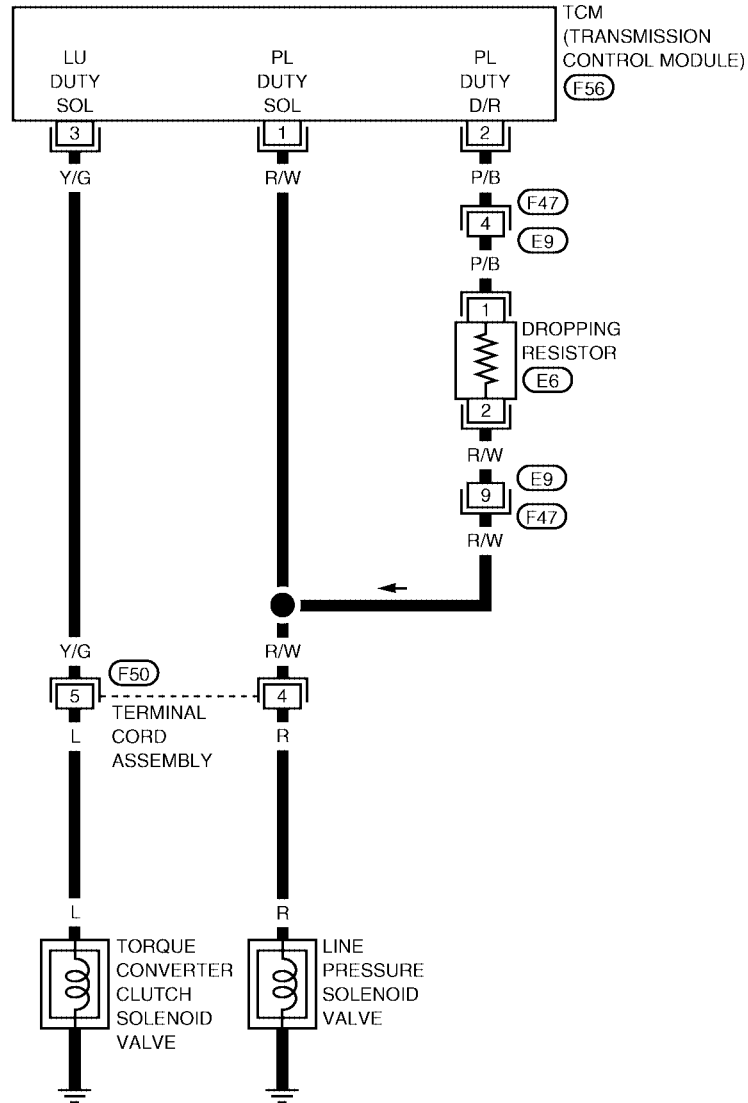 TCM
(TRANSMISSION
CONTROL MODULE)
F56
LU
DUTY
SOL
PL
DUTY
SOL
PL
DUTY
D/R
3
1
2
Y/G
R/W
P/B
F47
4
E9
P/B
1
DROPPING
RESISTOR
E6
2
R/W
E9
9
F47
R/W
Y/G
R/W
F50
5
4
TERMINAL
CORD
ASSEMBLY
L
R
L
R
TORQUE
CONVERTER
CLUTCH
SOLENOID
VALVE
LINE
PRESSURE
SOLENOID
VALVE